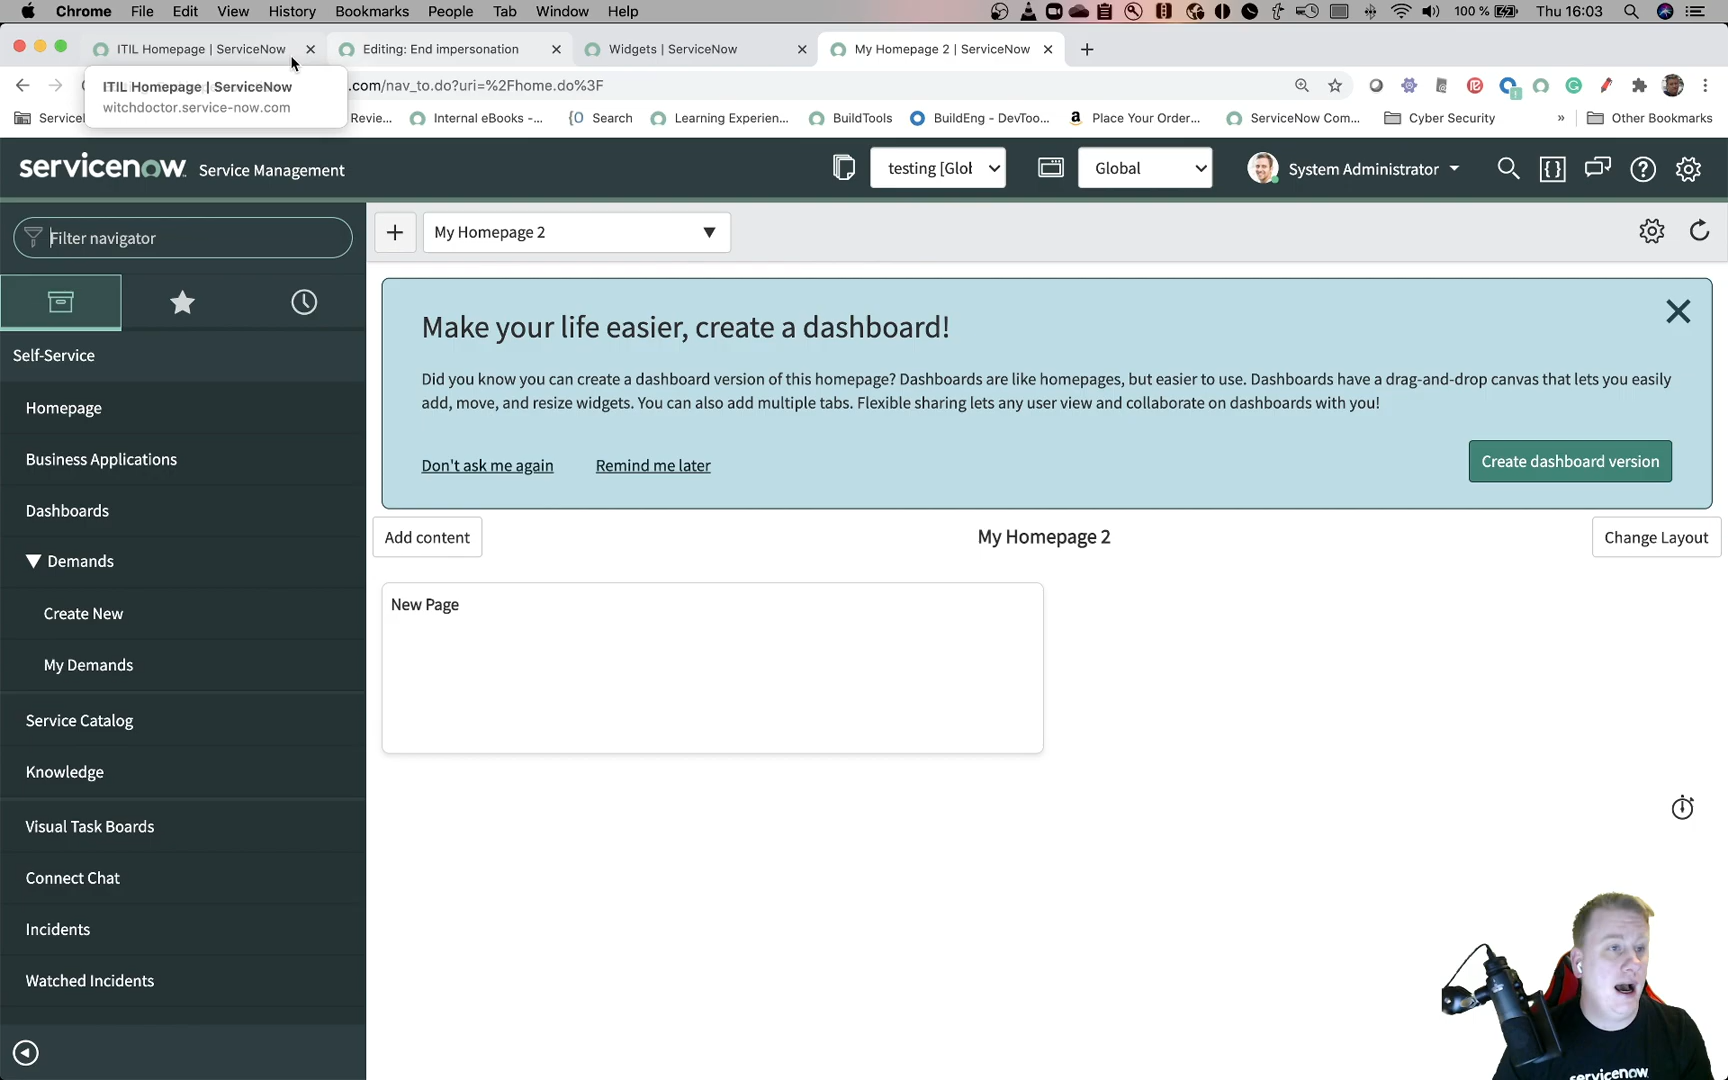 Chrome File Edit View History Bookmarks People Tab Window Help 100 % Thu 16:03
ITIL Homepage | ServiceNow Editing: End impersonation Widgets | ServiceNow My Homepage 2 | ServiceNow
.com/nav_to.do?uri=%2Fhome.do%3F
ITIL Homepage | ServiceNow
witchdoctor.service-now.com
Revie... Internal eBooks -... Search Learning Experien... BuildTools BuildEng - DevToo... Place Your Order... ServiceNow Com... Cyber Security » Other Bookmarks
servicenow Service Management testing [Glol Global System Administrator
Filter navigator
My Homepage 2
Self-Service
Homepage
Business Applications
Dashboards
Demands
Create New
My Demands
Service Catalog
Knowledge
Visual Task Boards
Connect Chat
Incidents
Watched Incidents
Make your life easier, create a dashboard!
Did you know you can create a dashboard version of this homepage? Dashboards are like homepages, but easier to use. Dashboards have a drag-and-drop canvas that lets you easily
add, move, and resize widgets. You can also add multiple tabs. Flexible sharing lets any user view and collaborate on dashboards with you!
Don't ask me again Remind me later Create dashboard version
Add content My Homepage 2 Change Layout
New Page
servicenow